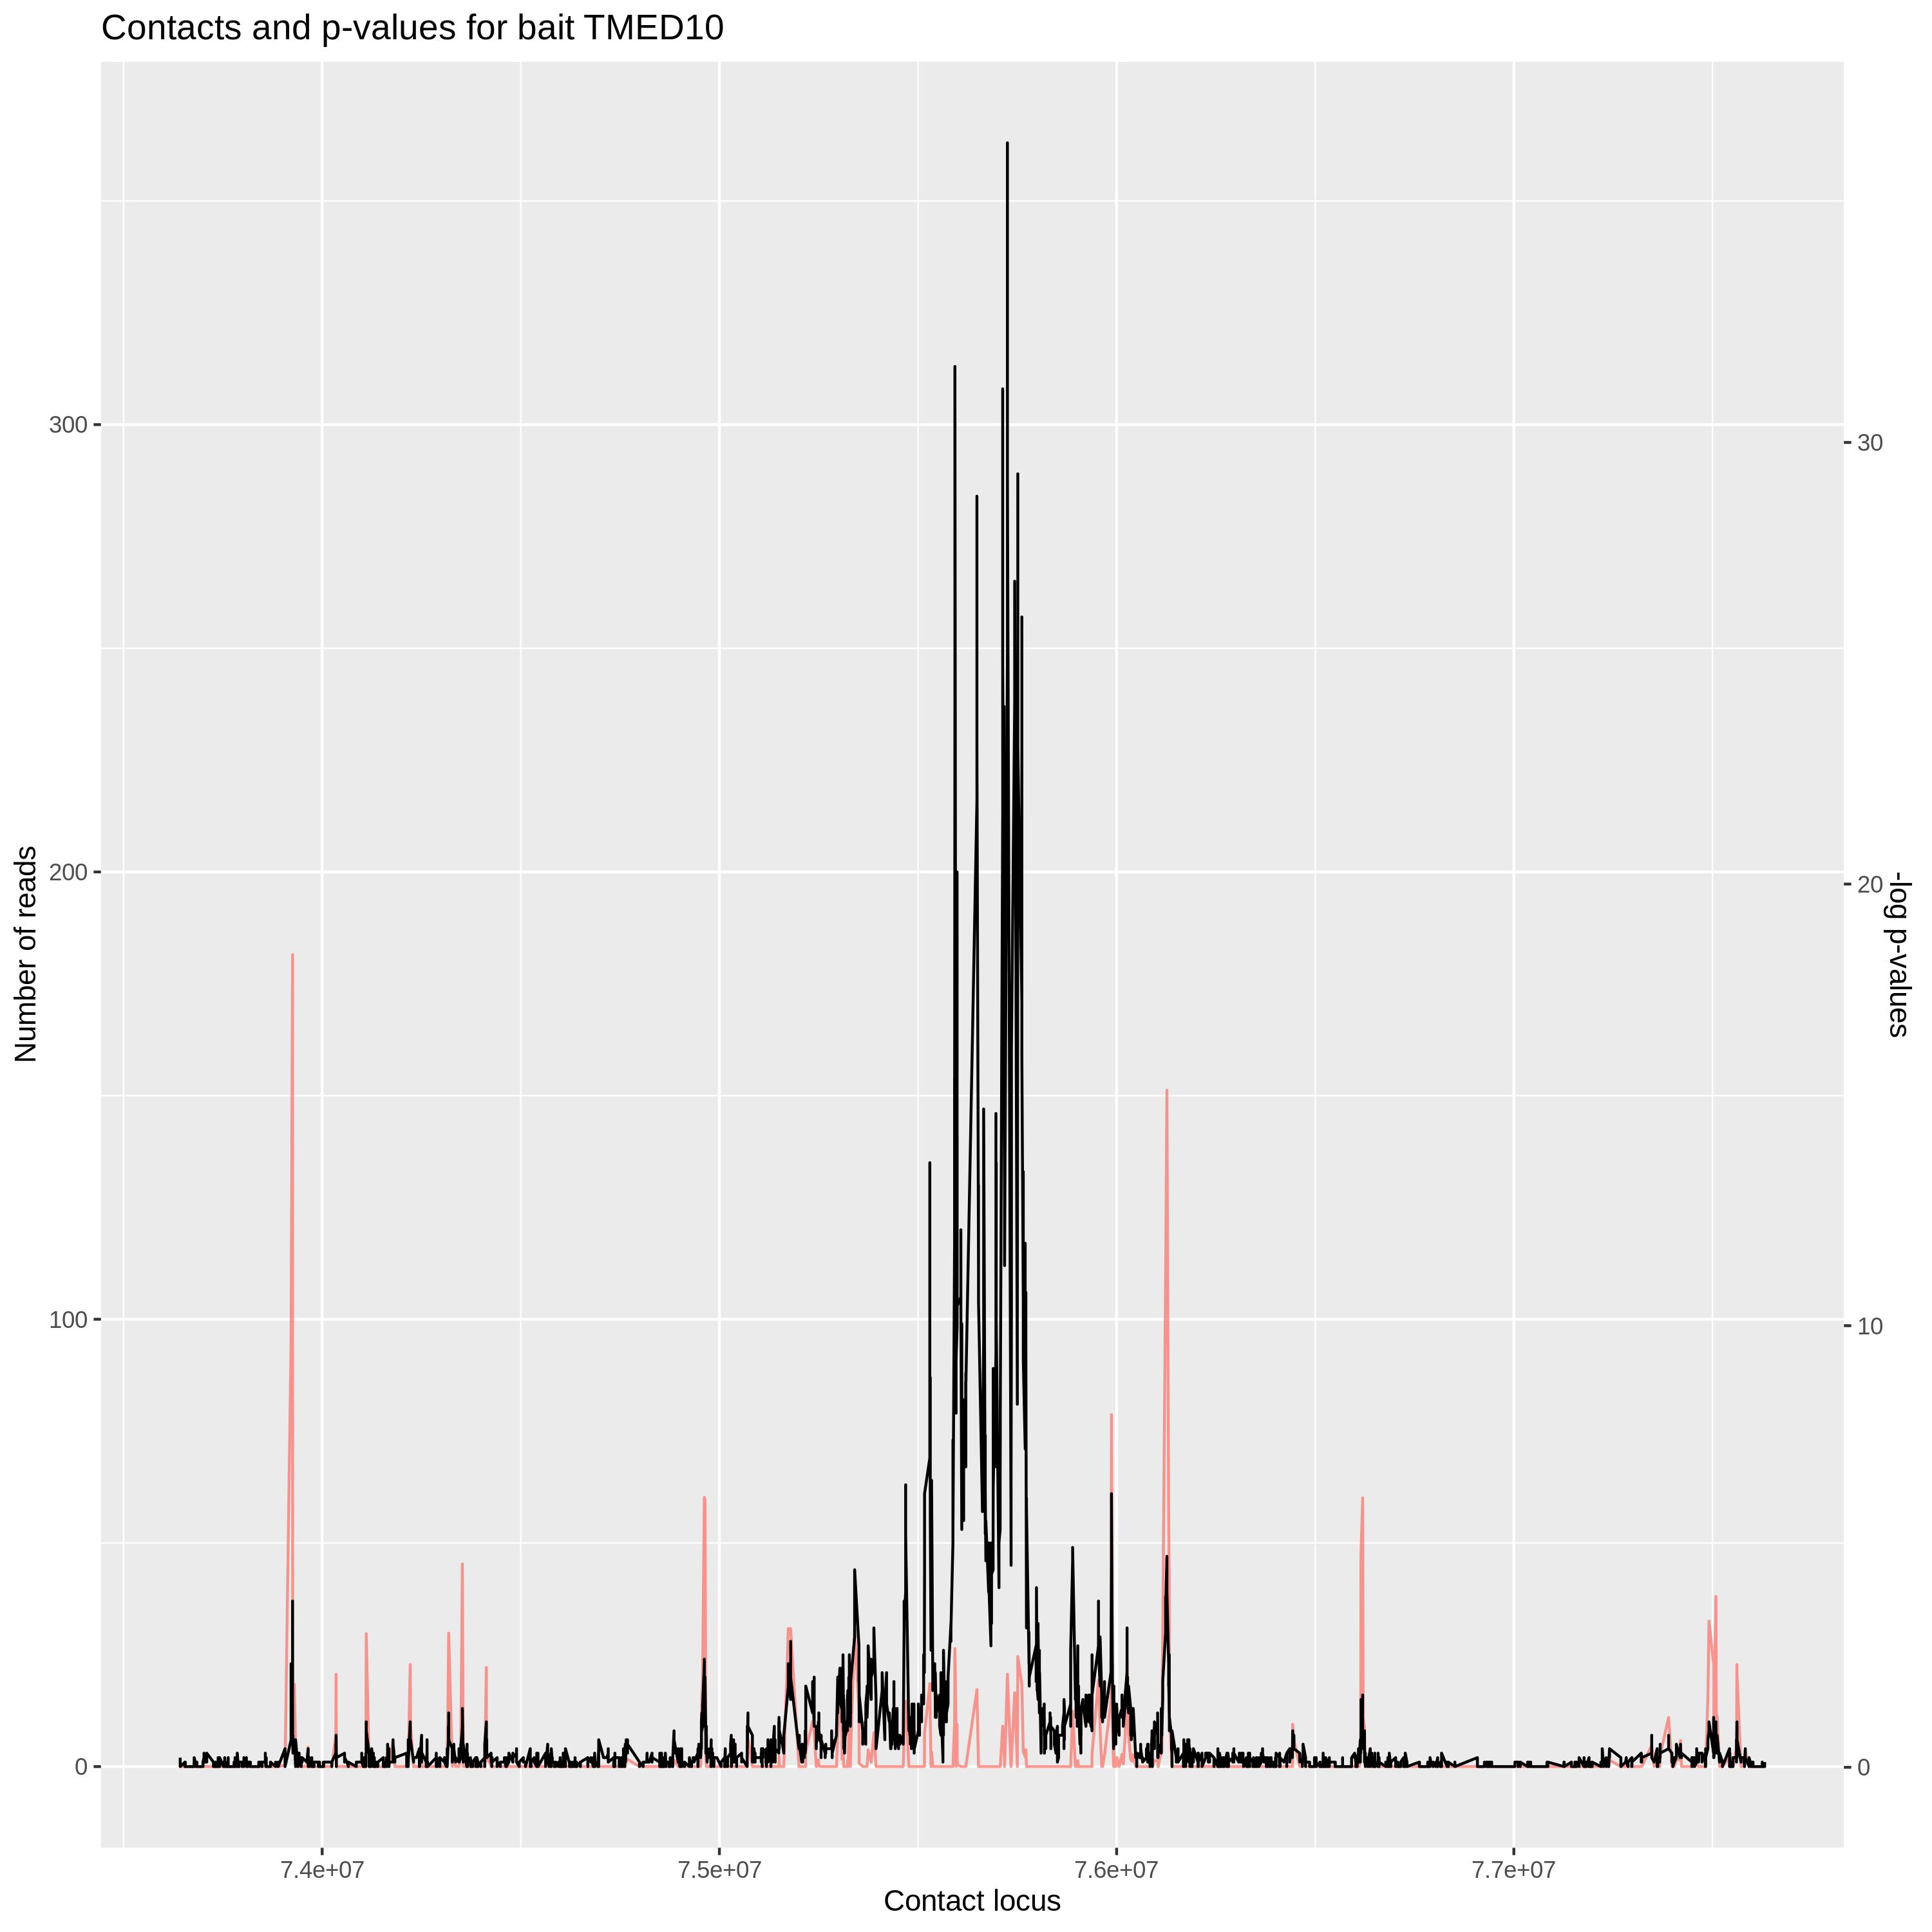 Contacts and p-values for bait TMED10
Number of reads
300
200
100
0
30
20
10
0
-log p-values
7.4e+07 7.5e+07 7.6e+07 7.7e+07
Contact locus